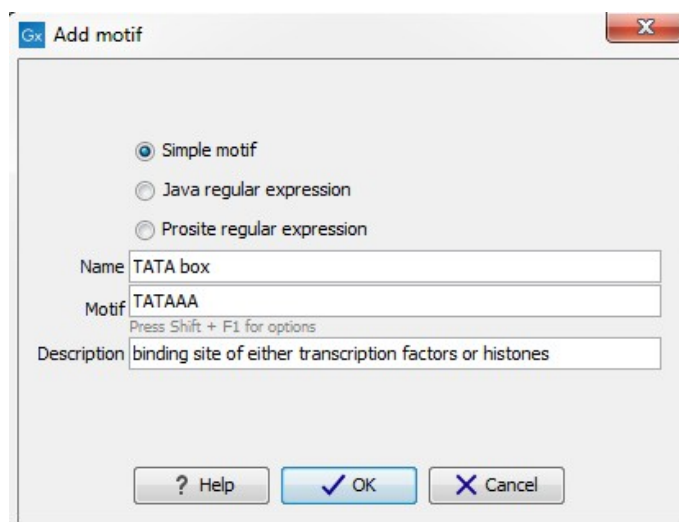 Gx Add motif
X
Simple motif
Java regular expression
Prosite regular expression
Name TATA box
Motif TATAAA
Press Shift + F1 for options
Description binding site of either transcription factors or histones
? Help OK Cancel